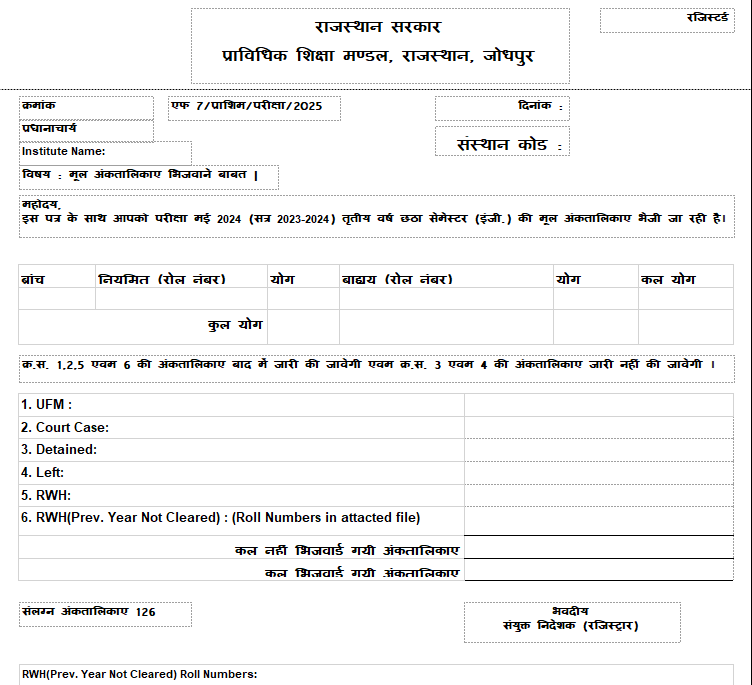 राजस्थान सरकार
रजिस्टर्ड
प्राविधिक शिक्षा मण्डल, राजस्थान, जोधपुर
क्रमांक एफ 7/प्राशिम/परीक्षा/2025 दिनांक :
प्रधानाचार्य
संस्थान कोड :
Institute Name:
विषय : मूल अंकतालिकाए भिजवाने बाबत |
महोदय,
इस पत्र के साथ आपको परीक्षा मई 2024 (सत्र 2023-2024) तृतीय वर्ष छठा सेमेस्टर (इंजी.) की मूल अंकतालिकाए भैजी जा रही है।
ब्रांच नियमित (रोल नंबर) योग बाह्यय (रोल नंबर) योग कल योग
कुल योग
क्र.स. 1,2,5 एवम 6 की अंकतालिकाए बाद में जारी की जावेगी एवम क्र.स. 3 एवम 4 की अंकतालिकाए जारी नहीं की जावेगी ।
1. UFM :
2. Court Case:
3. Detained:
4. Left:
5. RWH:
6. RWH(Prev. Year Not Cleared) : (Roll Numbers in attacted file)
कल नहीं भिजवाई गयी अंकतालिकाए
कल भिजवाई गयी अंकतालिकाए
संलग्न अंकतालिकाए 126
भवदीय
संयुक्त निदेशक (रजिस्ट्रार)
RWH(Prev. Year Not Cleared) Roll Numbers: